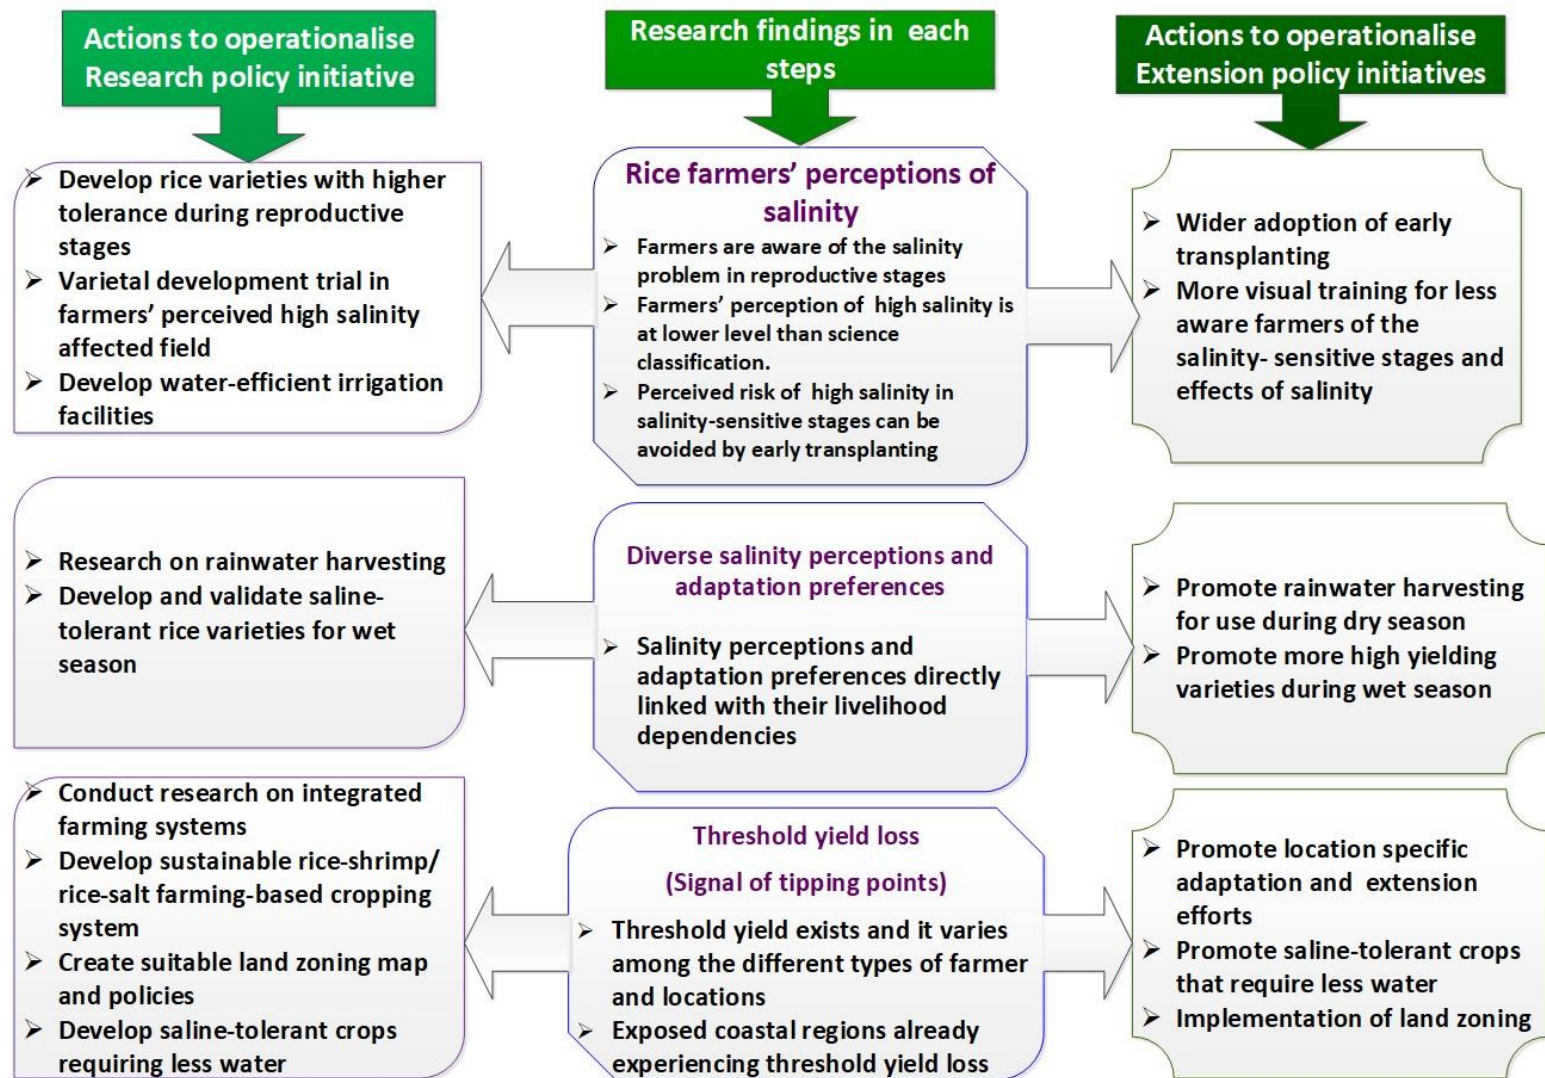 Actions to operationalise
Research policy initiative
Research findings in each
steps
Actions to operationalise
Extension policy initiatives
➢ Develop rice varieties with higher
tolerance during reproductive
stages
➢ Varietal development trial in
farmers’ perceived high salinity
affected field
➢ Develop water-efficient irrigation
facilities
Rice farmers’ perceptions of
salinity
➢ Farmers are aware of the salinity
problem in reproductive stages
➢ Farmers’ perception of high salinity is
at lower level than science
classification.
➢ Perceived risk of high salinity in
salinity-sensitive stages can be
avoided by early transplanting
➢ Wider adoption of early
transplanting
➢ More visual training for less
aware farmers of the
salinity- sensitive stages and
effects of salinity
➢ Research on rainwater harvesting
➢ Develop and validate saline-
tolerant rice varieties for wet
season
Diverse salinity perceptions and
adaptation preferences
➢ Salinity perceptions and
adaptation preferences directly
linked with their livelihood
dependencies
➢ Promote rainwater harvesting
for use during dry season
➢ Promote more high yielding
varieties during wet season
➢ Conduct research on integrated
farming systems
➢ Develop sustainable rice-shrimp/
rice-salt farming-based cropping
system
➢ Create suitable land zoning map
and policies
➢ Develop saline-tolerant crops
requiring less water
Threshold yield loss
(Signal of tipping points)
➢ Threshold yield exists and it varies
among the different types of farmer
and locations
➢ Exposed coastal regions already
experiencing threshold yield loss
➢ Promote location specific
adaptation and extension
efforts
➢ Promote saline-tolerant crops
that require less water
➢ Implementation of land zoning